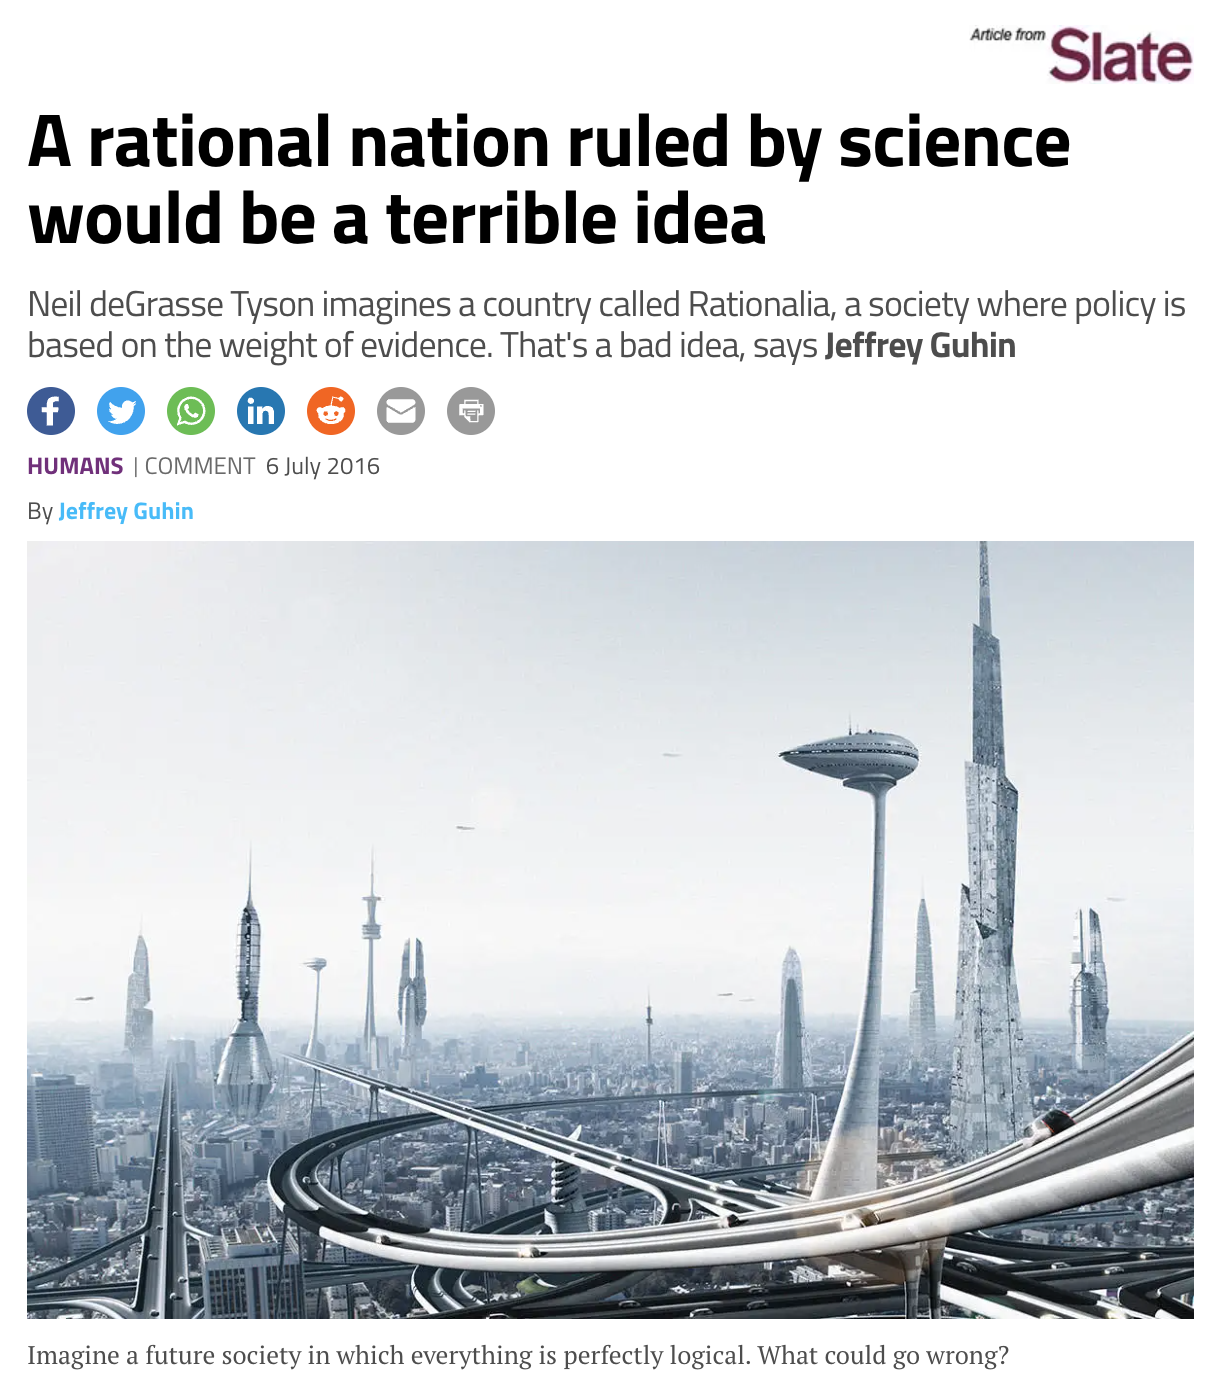 Article from Slate
A rational nation ruled by science
would be a terrible idea
Neil deGrasse Tyson imagines a country called Rationalia, a society where policy is
based on the weight of evidence. That's a bad idea, says Jeffrey Guhin
HUMANS | COMMENT 6 July 2016
By Jeffrey Guhin
Imagine a future society in which everything is perfectly logical. What could go wrong?